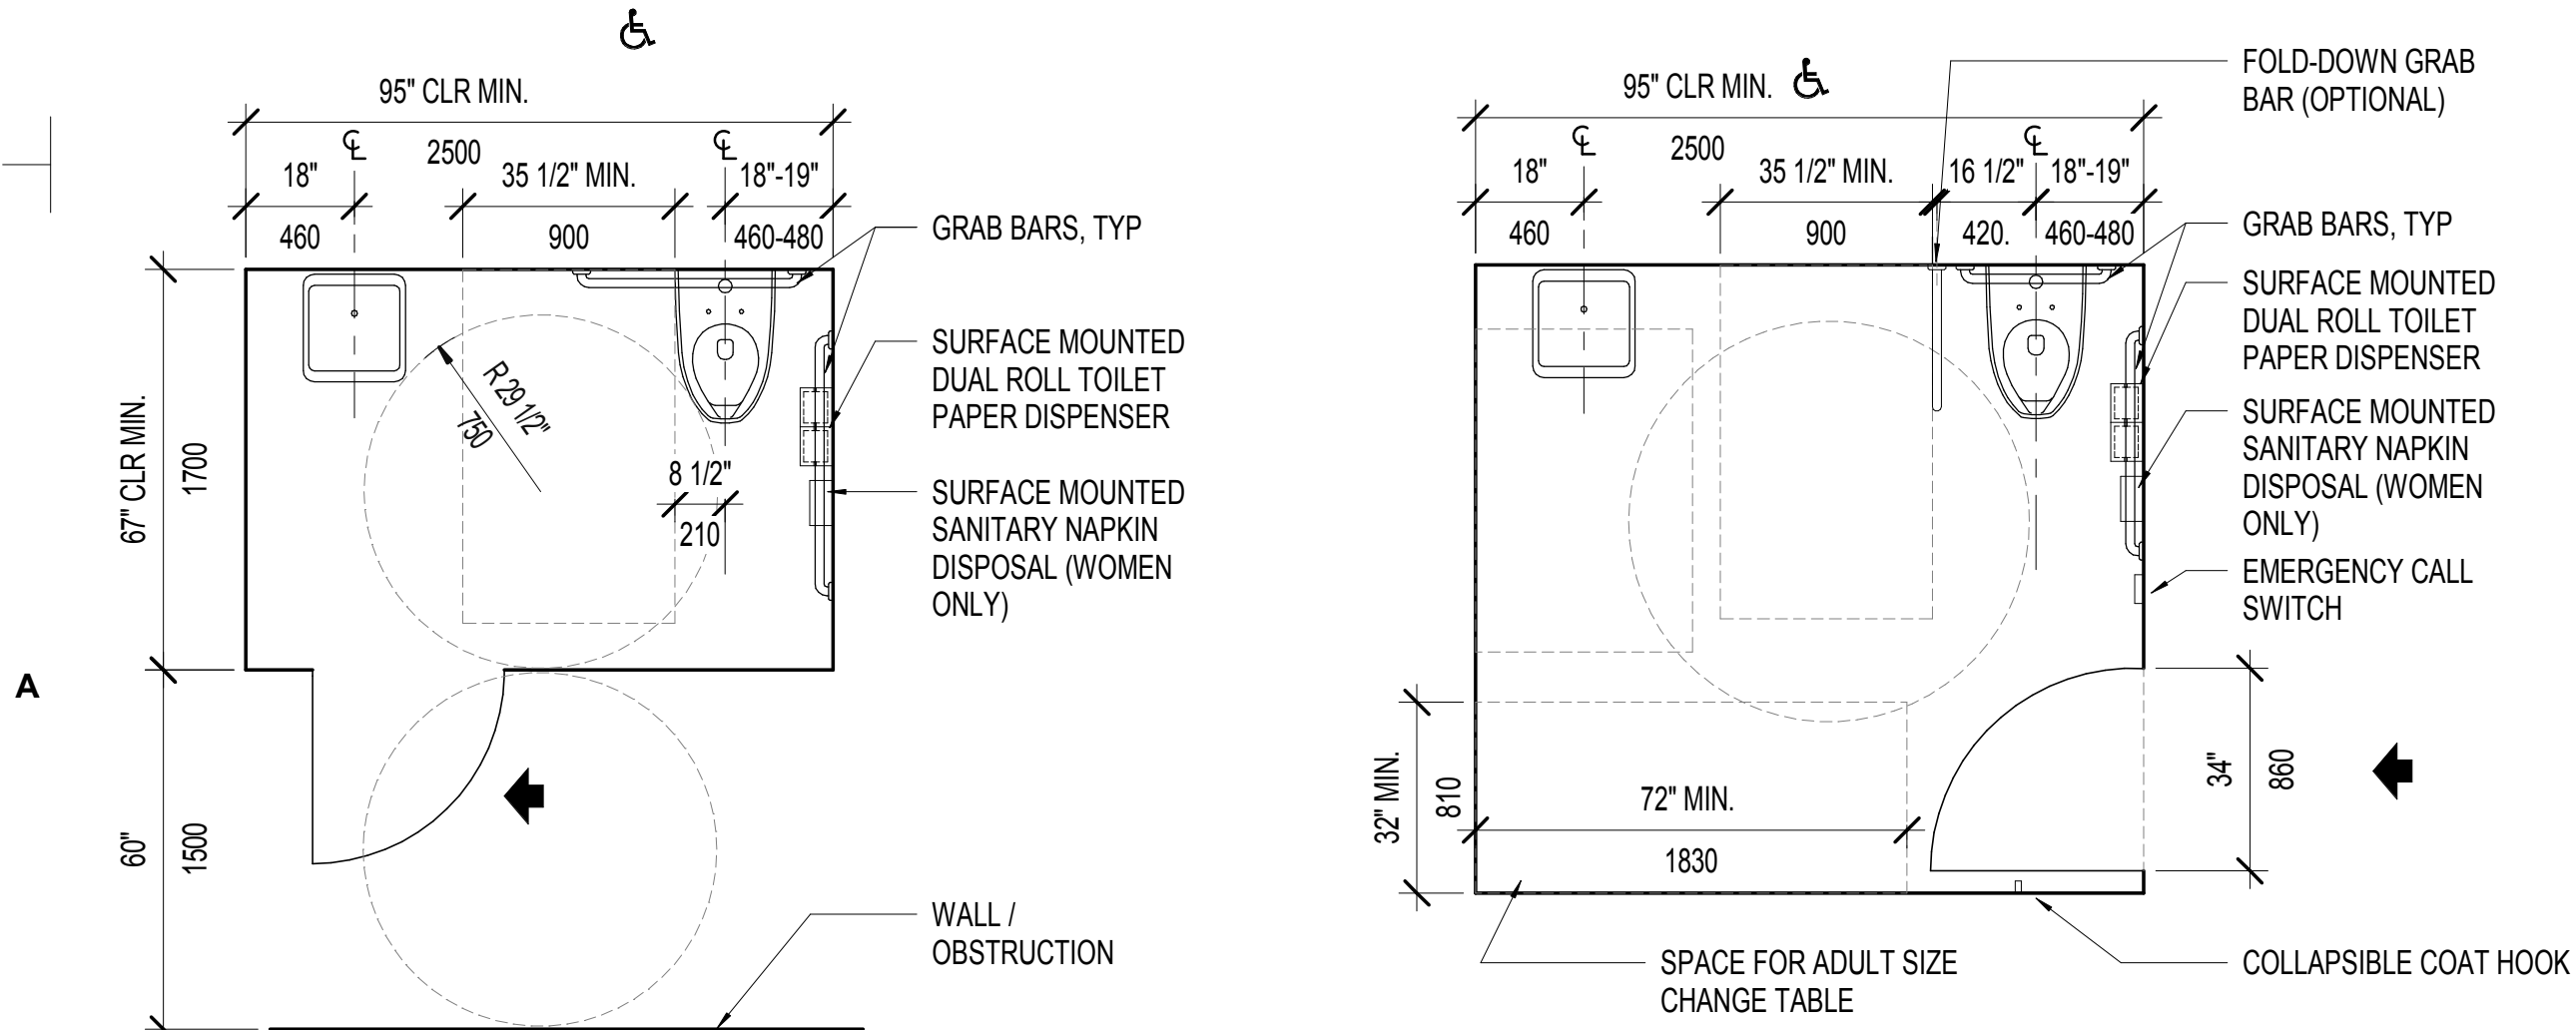 95" CLR MIN.
℄
℄
2500
18"
35 1/2" MIN.
18"-19"
460
900
460-480
GRAB BARS, TYP
SURFACE MOUNTED
DUAL ROLL TOILET
PAPER DISPENSER
R 29 1/2"
750
67" CLR MIN.
1700
8 1/2"
210
SURFACE MOUNTED
SANITARY NAPKIN
DISPOSAL (WOMEN
ONLY)
A
60"
1500
WALL /
OBSTRUCTION
95" CLR MIN.
℄
℄
2500
18"
35 1/2" MIN.
16 1/2"
18"-19"
460
900
420.
460-480
FOLD-DOWN GRAB
BAR (OPTIONAL)
GRAB BARS, TYP
SURFACE MOUNTED
DUAL ROLL TOILET
PAPER DISPENSER
SURFACE MOUNTED
SANITARY NAPKIN
DISPOSAL (WOMEN
ONLY)
EMERGENCY CALL
SWITCH
32" MIN.
810
72" MIN.
1830
34"
860
SPACE FOR ADULT SIZE
CHANGE TABLE
COLLAPSIBLE COAT HOOK